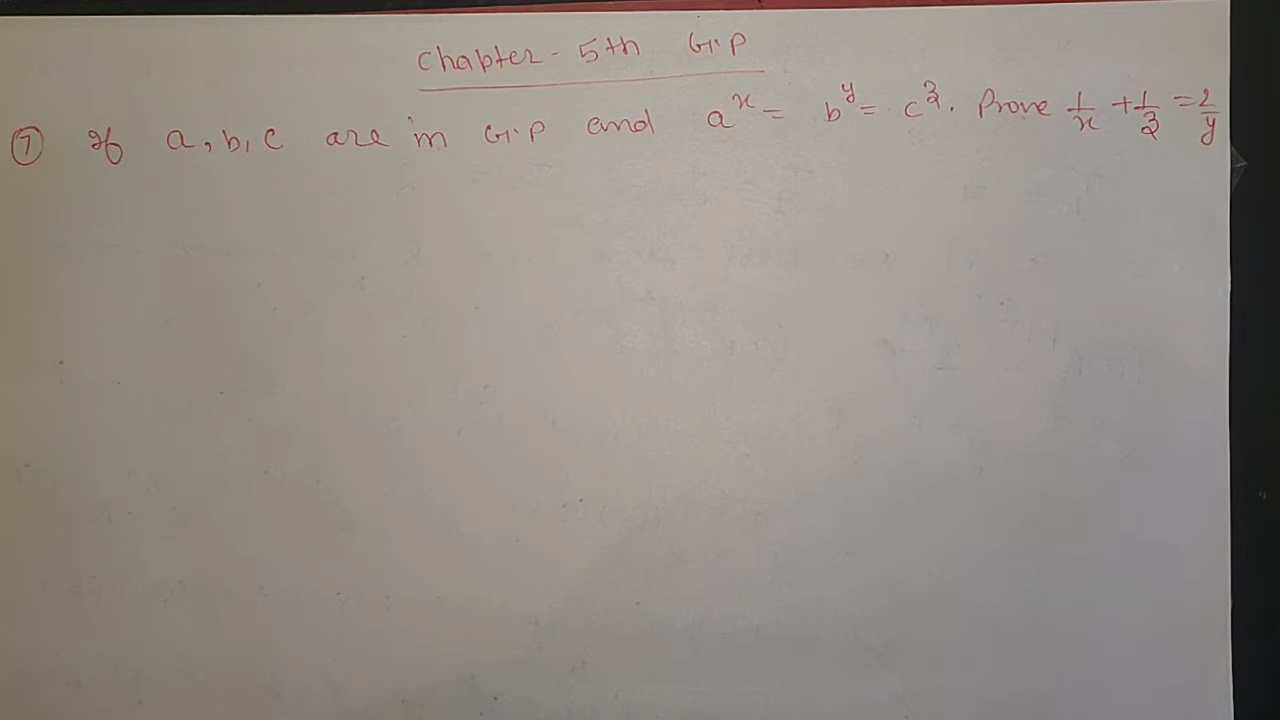 Chapter - 5th G.P
⑦ If a, b, c are in G.P and a^x = b^y = c^z. Prove 1/x + 1/z = 2/y